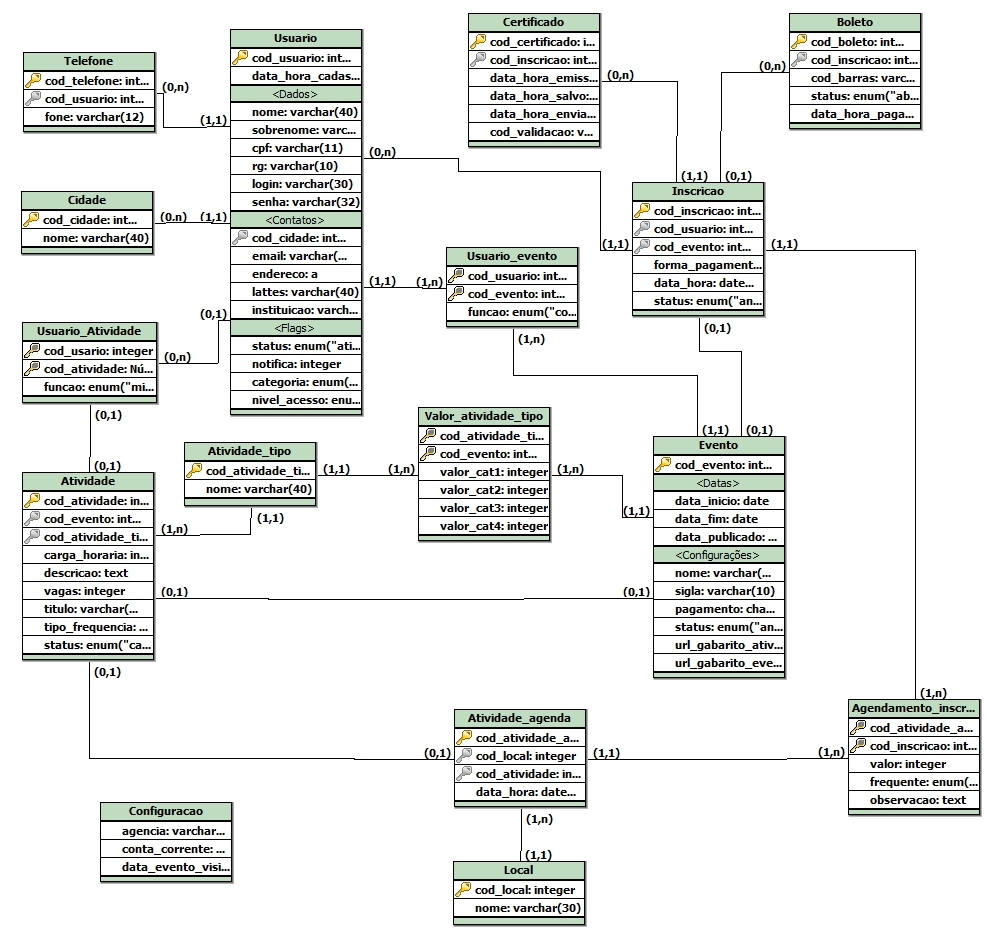 Telefone
cod_telefone: int...
cod_usuario: int...
fone: varchar(12)
(0,n)
(1,1)
Usuario
cod_usuario: int...
data_hora_cadas...
<Dados>
nome: varchar(40)
sobrenome: varc...
cpf: varchar(11)
rg: varchar(10)
login: varchar(30)
senha: varchar(32)
<Contatos>
cod_cidade: int...
email: varchar(...
endereco: a
lattes: varchar(40)
instituicao: varch...
<Flags>
status: enum("ati...
notifica: integer
categoria: enum(...
nivel_acesso: enu...
Certificado
cod_certificado: i...
cod_inscricao: int...
data_hora_emiss...
data_hora_salvo:...
data_hora_envia...
cod_validacao: v...
(0,n)
Boleto
cod_boleto: int...
cod_inscricao: int...
cod_barras: varc...
status: enum("ab...
data_hora_paga...
(0,n)
(0,n)
(1,1)
(0,1)
Inscricao
cod_inscricao: int...
cod_usuario: int...
cod_evento: int...
forma_pagament...
data_hora: date...
status: enum("an...
(1,1)
(1,1)
(0,1)
Cidade
cod_cidade: int...
nome: varchar(40)
(0.n)
(1,1)
Usuario_evento
cod_usuario: int...
cod_evento: int...
funcao: enum("co...
(1,1)
(1,n)
(1,n)
Usuario_Atividade
cod_usario: integer
cod_atividade: Nú...
funcao: enum("mi...
(0,1)
(0,n)
(0,1)
(0,1)
Atividade_tipo
cod_atividade_ti...
nome: varchar(40)
(1,1)
(1,1)
Valor_atividade_tipo
cod_atividade_ti...
cod_evento: int...
valor_cat1: integer
valor_cat2: integer
valor_cat3: integer
valor_cat4: integer
(1,n)
(1,n)
(1,1)
(1,1)
(0,1)
Evento
cod_evento: int...
<Datas>
data_inicio: date
data_fim: date
data_publicado: ...
<Configurações>
nome: varchar(...
sigla: varchar(10)
pagamento: cha...
status: enum("an...
url_gabarito_ativ...
url_gabarito_eve...
Atividade
cod_atividade: in...
cod_evento: int...
cod_atividade_ti...
carga_horaria: in...
descricao: text
vagas: integer
titulo: varchar(...
tipo_frequencia: ...
status: enum("ca...
(1,n)
(0,1)
(0,1)
(0,1)
Atividade_agenda
cod_atividade_a...
cod_local: integer
cod_atividade: in...
data_hora: date...
(0,1)
(1,1)
(1,n)
(1,n)
(1,n)
Agendamento_inscr...
cod_atividade_a...
cod_inscricao: int...
valor: integer
frequente: enum(...
observacao: text
Configuracao
agencia: varchar...
conta_corrente: ...
data_evento_visi...
(1,1)
Local
cod_local: integer
nome: varchar(30)